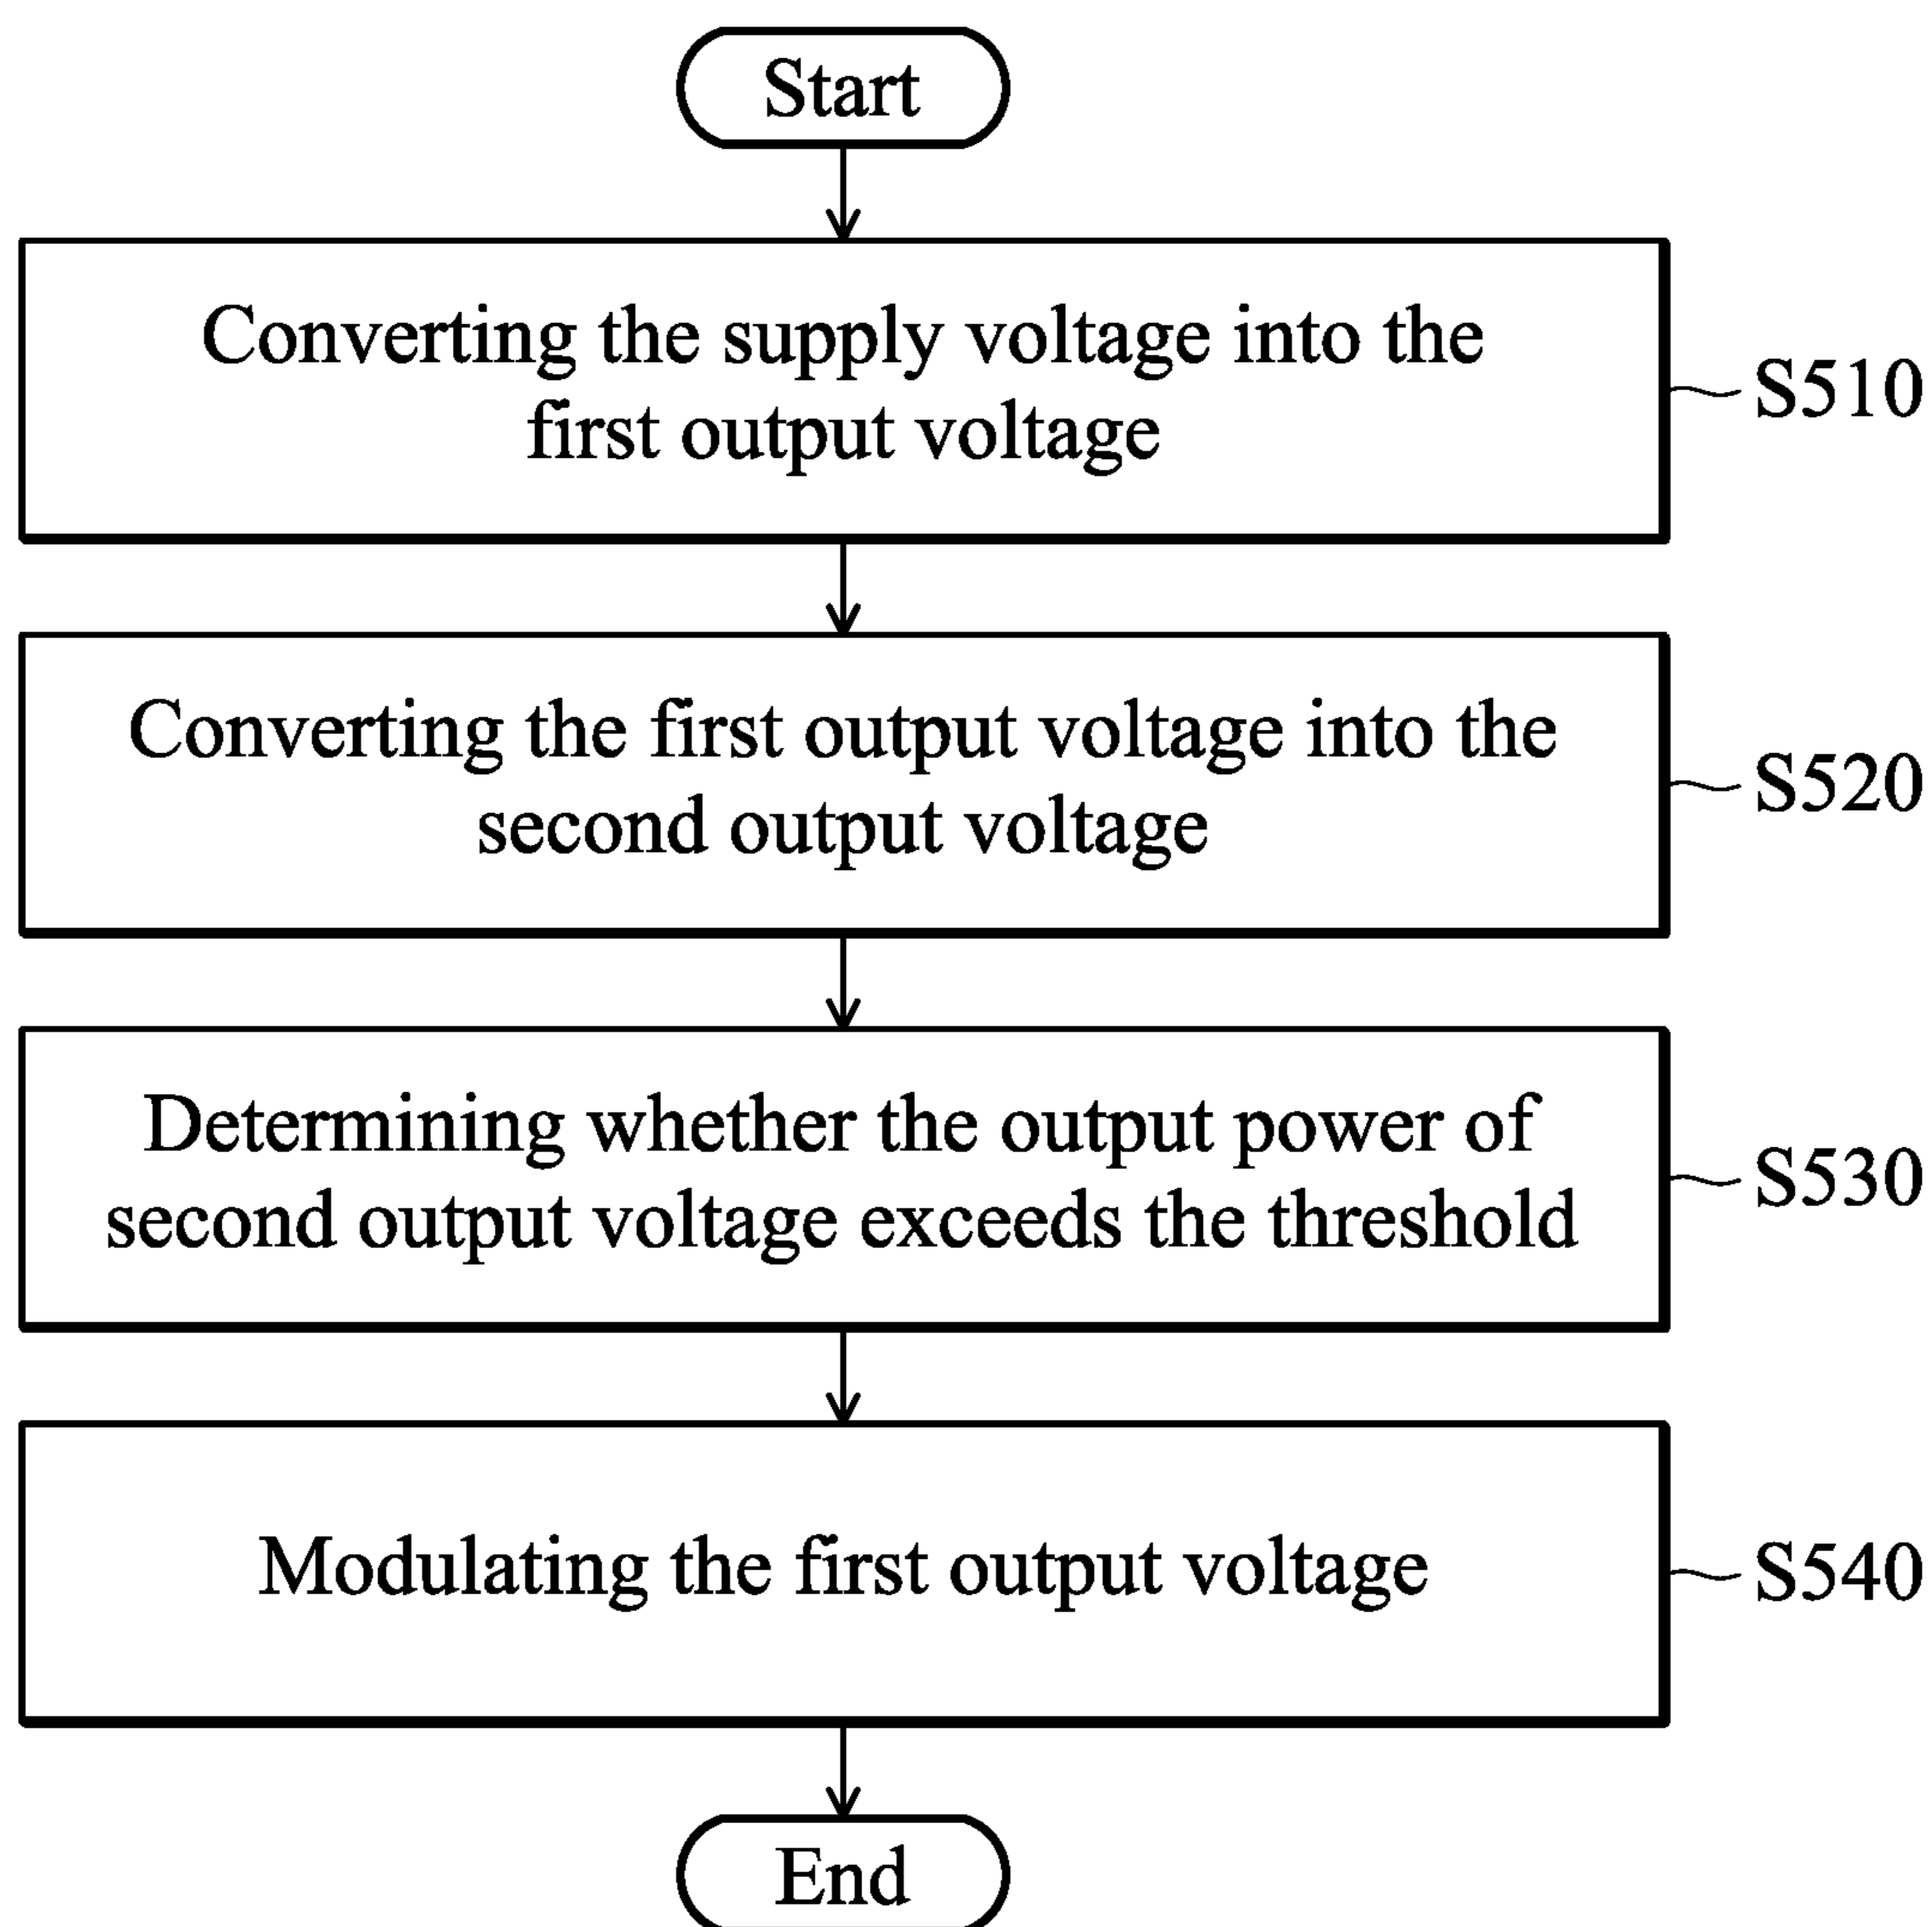 Start
Converting the supply voltage into the
first output voltage
S510
Converting the first output voltage into the
second output voltage
S520
Determining whether the output power of
second output voltage exceeds the threshold
S530
Modulating the first output voltage
S540
End